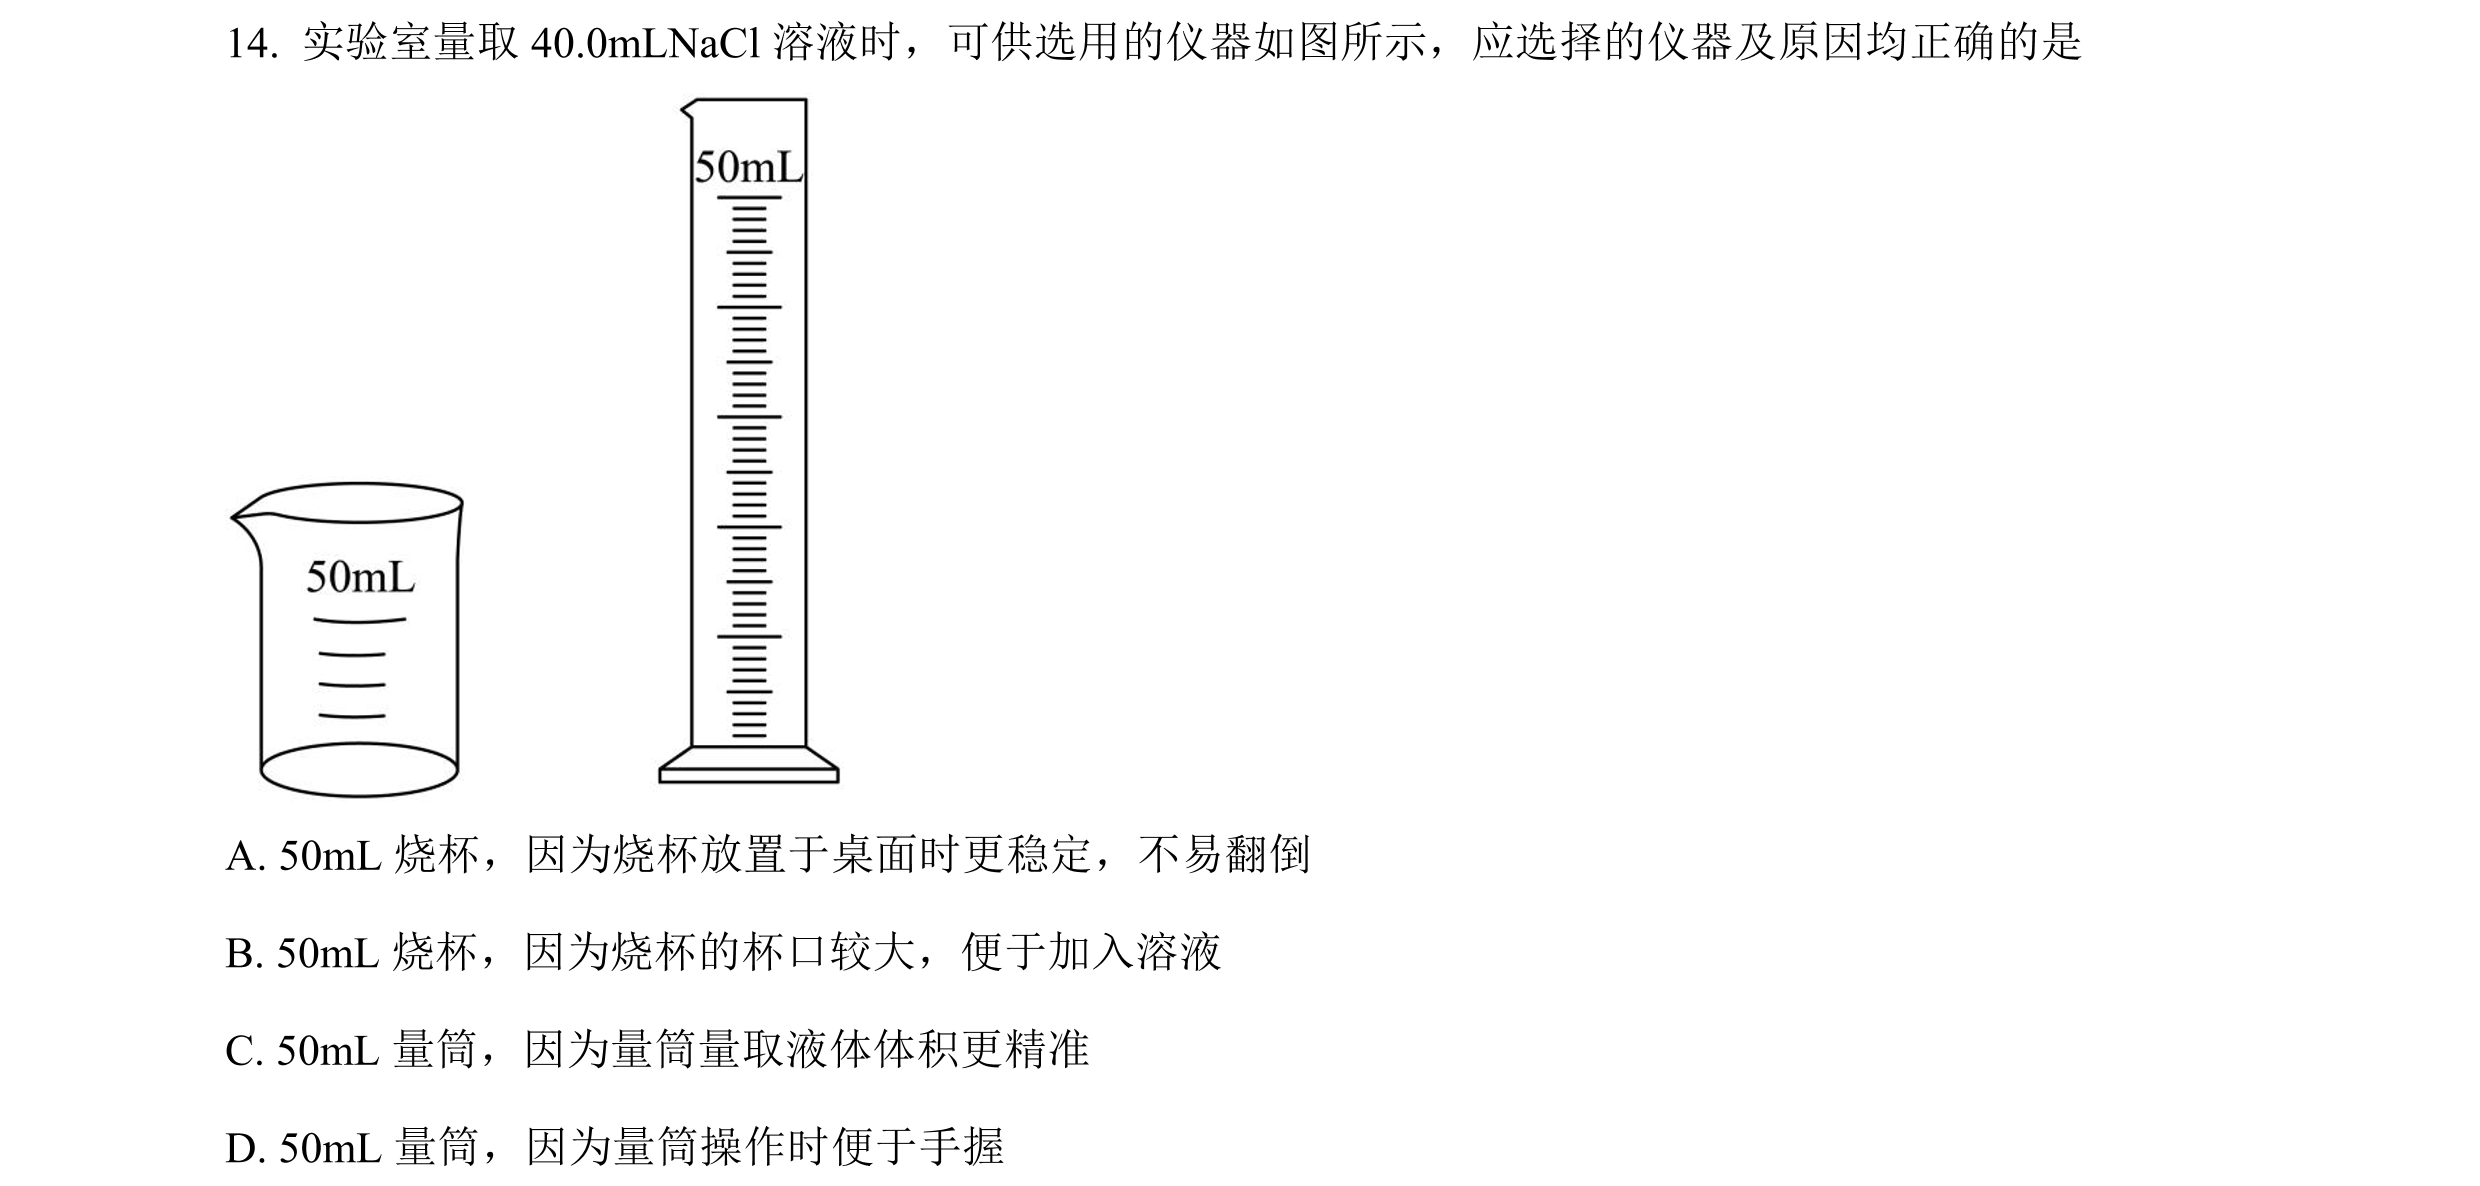 14. 实验室量取 40.0mLNaCl 溶液时，可供选用的仪器如图所示，应选择的仪器及原因均正确的是
50mL
50mL
A. 50mL 烧杯，因为烧杯放置于桌面时更稳定，不易翻倒
B. 50mL 烧杯，因为烧杯的杯口较大，便于加入溶液
C. 50mL 量筒，因为量筒量取液体体积更精准
D. 50mL 量筒，因为量筒操作时便于手握